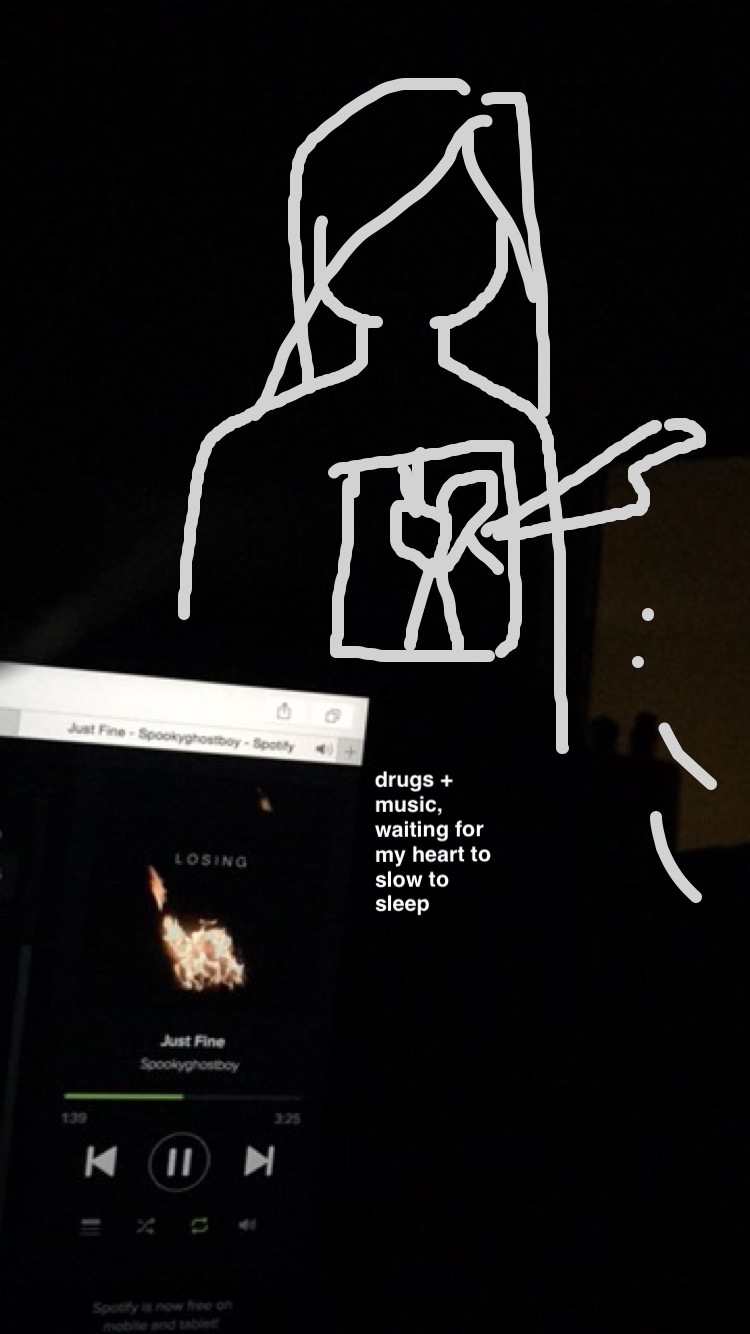 Just Fine - Spookyghostboy - Spotify
drugs +
music,
waiting for
my heart to
slow to
sleep
LOSING
Just Fine
Spookyghostboy
1:39 3:25
Spotify is now free on
mobile and tablet!